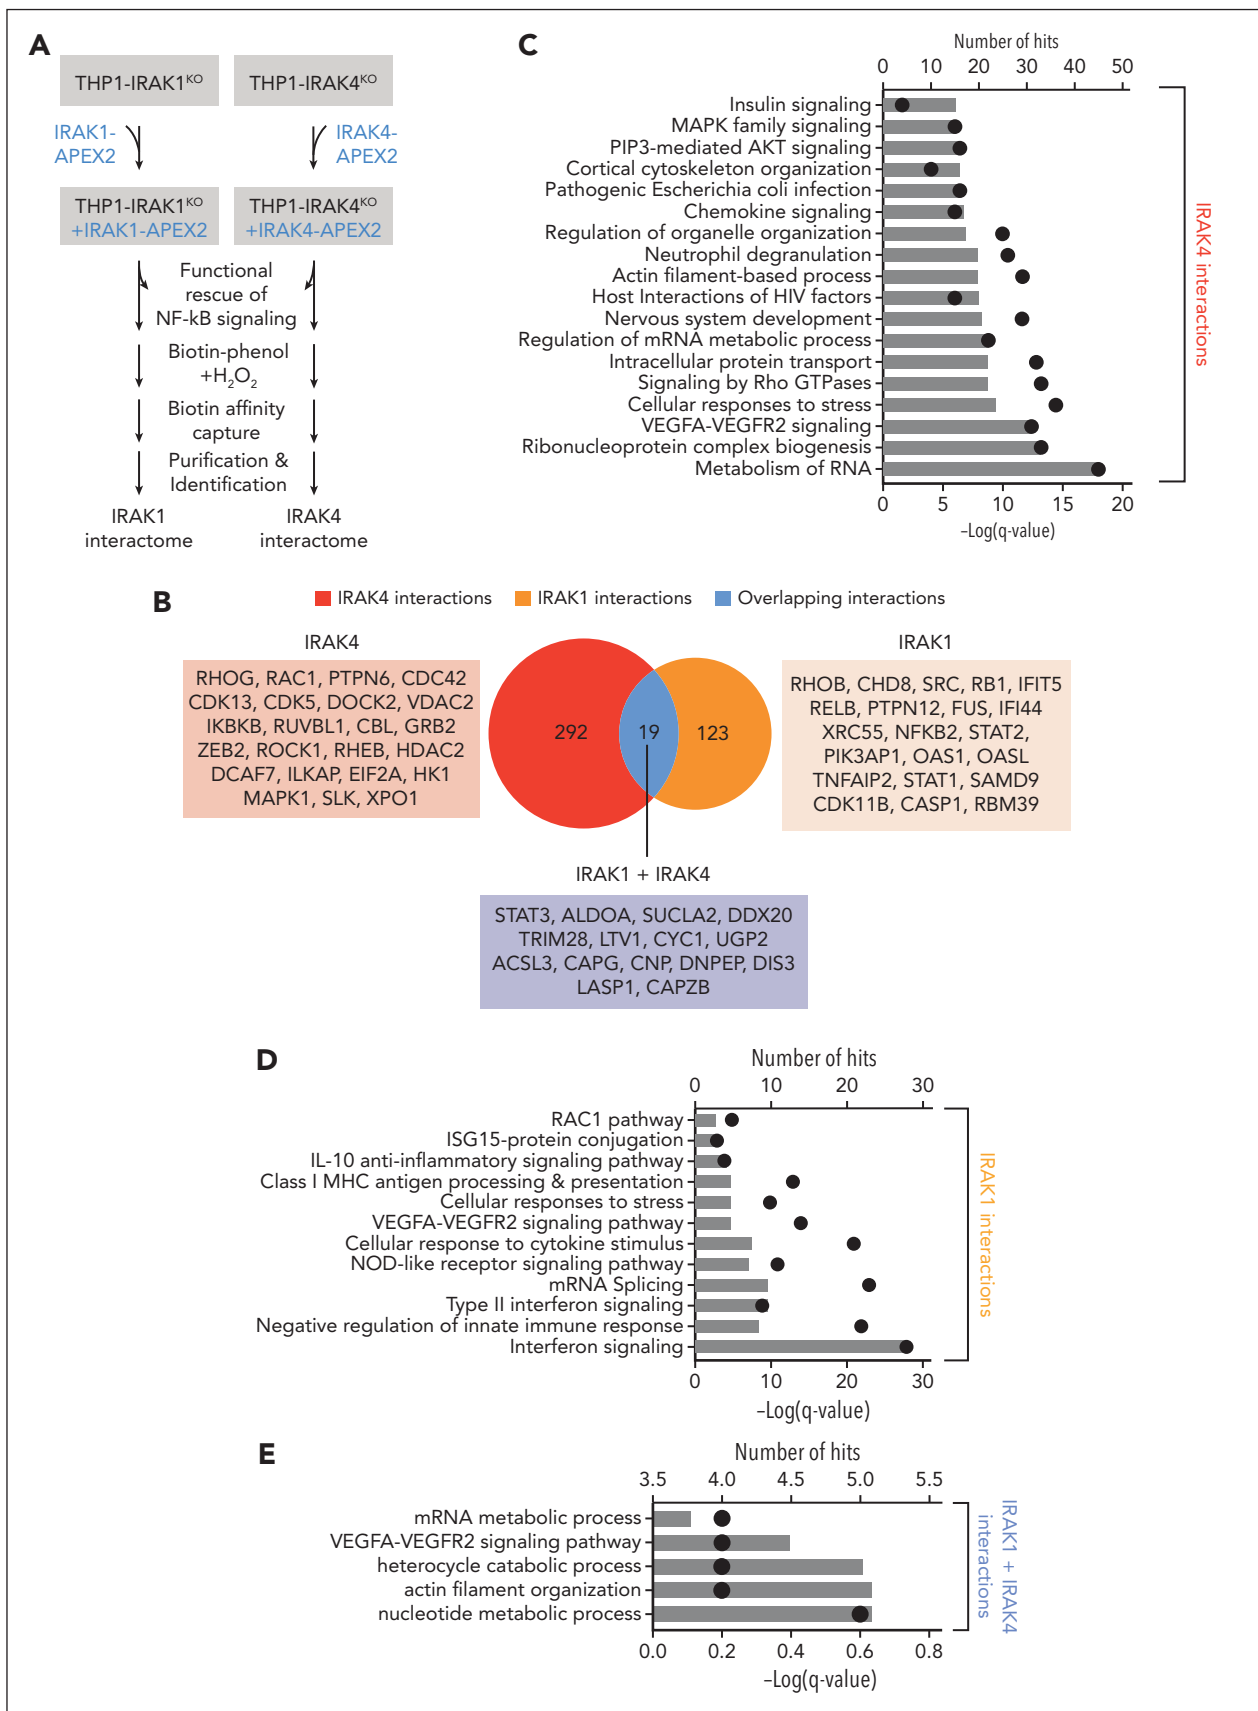 A
THP1-IRAK1KO
THP1-IRAK4KO
IRAK1-
APEX2
IRAK4-
APEX2
THP1-IRAK1KO
+IRAK1-APEX2
THP1-IRAK4KO
+IRAK4-APEX2
Functional
rescue of
NF-kB signaling
Biotin-phenol
+H2O2
Biotin affinity
capture
Purification &
Identification
IRAK1
interactome
IRAK4
interactome
C
Number of hits
0 10 20 30 40 50
Insulin signaling
MAPK family signaling
PIP3-mediated AKT signaling
Cortical cytoskeleton organization
Pathogenic Escherichia coli infection
Chemokine signaling
Regulation of organelle organization
Neutrophil degranulation
Actin filament-based process
Host Interactions of HIV factors
Nervous system development
Regulation of mRNA metabolic process
Intracellular protein transport
Signaling by Rho GTPases
Cellular responses to stress
VEGFA-VEGFR2 signaling
Ribonucleoprotein complex biogenesis
Metabolism of RNA
0 5 10 15 20
–Log(q-value)
IRAK4 interactions
B
IRAK4 interactions
IRAK1 interactions
Overlapping interactions
IRAK4
RHOG, RAC1, PTPN6, CDC42
CDK13, CDK5, DOCK2, VDAC2
IKBKB, RUVBL1, CBL, GRB2
ZEB2, ROCK1, RHEB, HDAC2
DCAF7, ILKAP, EIF2A, HK1
MAPK1, SLK, XPO1
292
19
123
IRAK1
RHOB, CHD8, SRC, RB1, IFIT5
RELB, PTPN12, FUS, IFI44
XRC55, NFKB2, STAT2,
PIK3AP1, OAS1, OASL
TNFAIP2, STAT1, SAMD9
CDK11B, CASP1, RBM39
IRAK1 + IRAK4
STAT3, ALDOA, SUCLA2, DDX20
TRIM28, LTV1, CYC1, UGP2
ACSL3, CAPG, CNP, DNPEP, DIS3
LASP1, CAPZB
D
Number of hits
0 10 20 30
RAC1 pathway
ISG15-protein conjugation
IL-10 anti-inflammatory signaling pathway
Class I MHC antigen processing & presentation
Cellular responses to stress
VEGFA-VEGFR2 signaling pathway
Cellular response to cytokine stimulus
NOD-like receptor signaling pathway
mRNA Splicing
Type II interferon signaling
Negative regulation of innate immune response
Interferon signaling
0 10 20 30
–Log(q-value)
IRAK1 interactions
E
Number of hits
3.5 4.0 4.5 5.0 5.5
mRNA metabolic process
VEGFA-VEGFR2 signaling pathway
heterocycle catabolic process
actin filament organization
nucleotide metabolic process
0.0 0.2 0.4 0.6 0.8
–Log(q-value)
IRAK1 + IRAK4
interactions